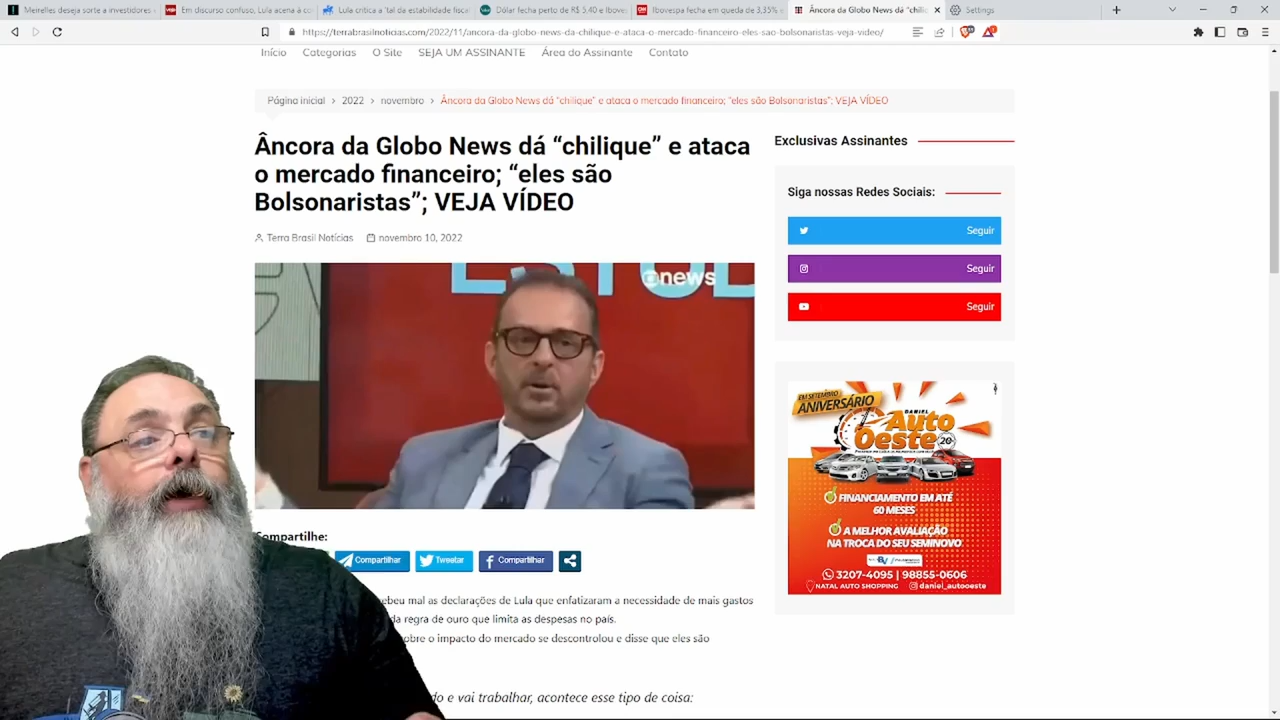 Meirelles deseja sorte a investidores
Em discurso confuso, Lula acena à co
Lula critica a 'tal da estabilidade fiscal
Dólar fecha perto de R$ 5,40 e Iboves
Ibovespa fecha em queda de 3,35% e
Âncora da Globo News dá "chiliq
Settings
https://terrabrasilnoticias.com/2022/11/ancora-da-globo-news-da-chilique-e-ataca-o-mercado-financeiro-eles-sao-bolsonaristas-veja-video/
Início Categorias O Site SEJA UM ASSINANTE Área do Assinante Contato
Página inicial > 2022 > novembro > Âncora da Globo News dá "chilique" e ataca o mercado financeiro; "eles são Bolsonaristas"; VEJA VÍDEO
Âncora da Globo News dá “chilique” e ataca
o mercado financeiro; “eles são
Bolsonaristas”; VEJA VÍDEO
Terra Brasil Notícias novembro 10, 2022
news
Compartilhe:
Compartilhar Tweetar Compartilhar
ebeu mal as declarações de Lula que enfatizaram a necessidade de mais gastos
da regra de ouro que limita as despesas no país.
obre o impacto do mercado se descontrolou e disse que eles são
do e vai trabalhar, acontece esse tipo de coisa:
Exclusivas Assinantes
Siga nossas Redes Sociais:
Seguir
Seguir
Seguir
EM SETEMBRO
ANIVERSÁRIO
DANIEL
Auto
Oeste
20
FINANCIAMENTO EM ATÉ
60 MESES
A MELHOR AVALIAÇÃO
NA TROCA DO SEU SEMINOVO
3207-4095 | 98855-0606
NATAL AUTO SHOPPING daniel_autooeste